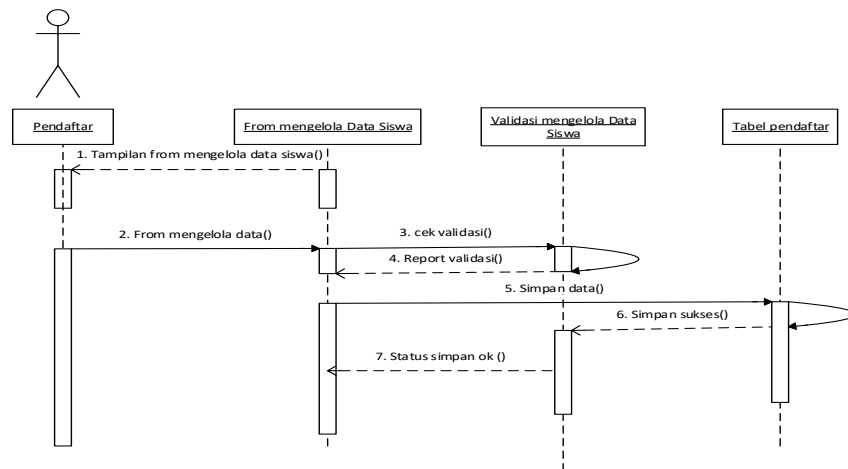 Pendaftar
From mengelola Data Siswa
Validasi mengelola Data
Siswa
Tabel pendaftar
1. Tampilan from mengelola data siswa()
2. From mengelola data()
3. cek validasi()
4. Report validasi()
5. Simpan data()
6. Simpan sukses()
7. Status simpan ok ()